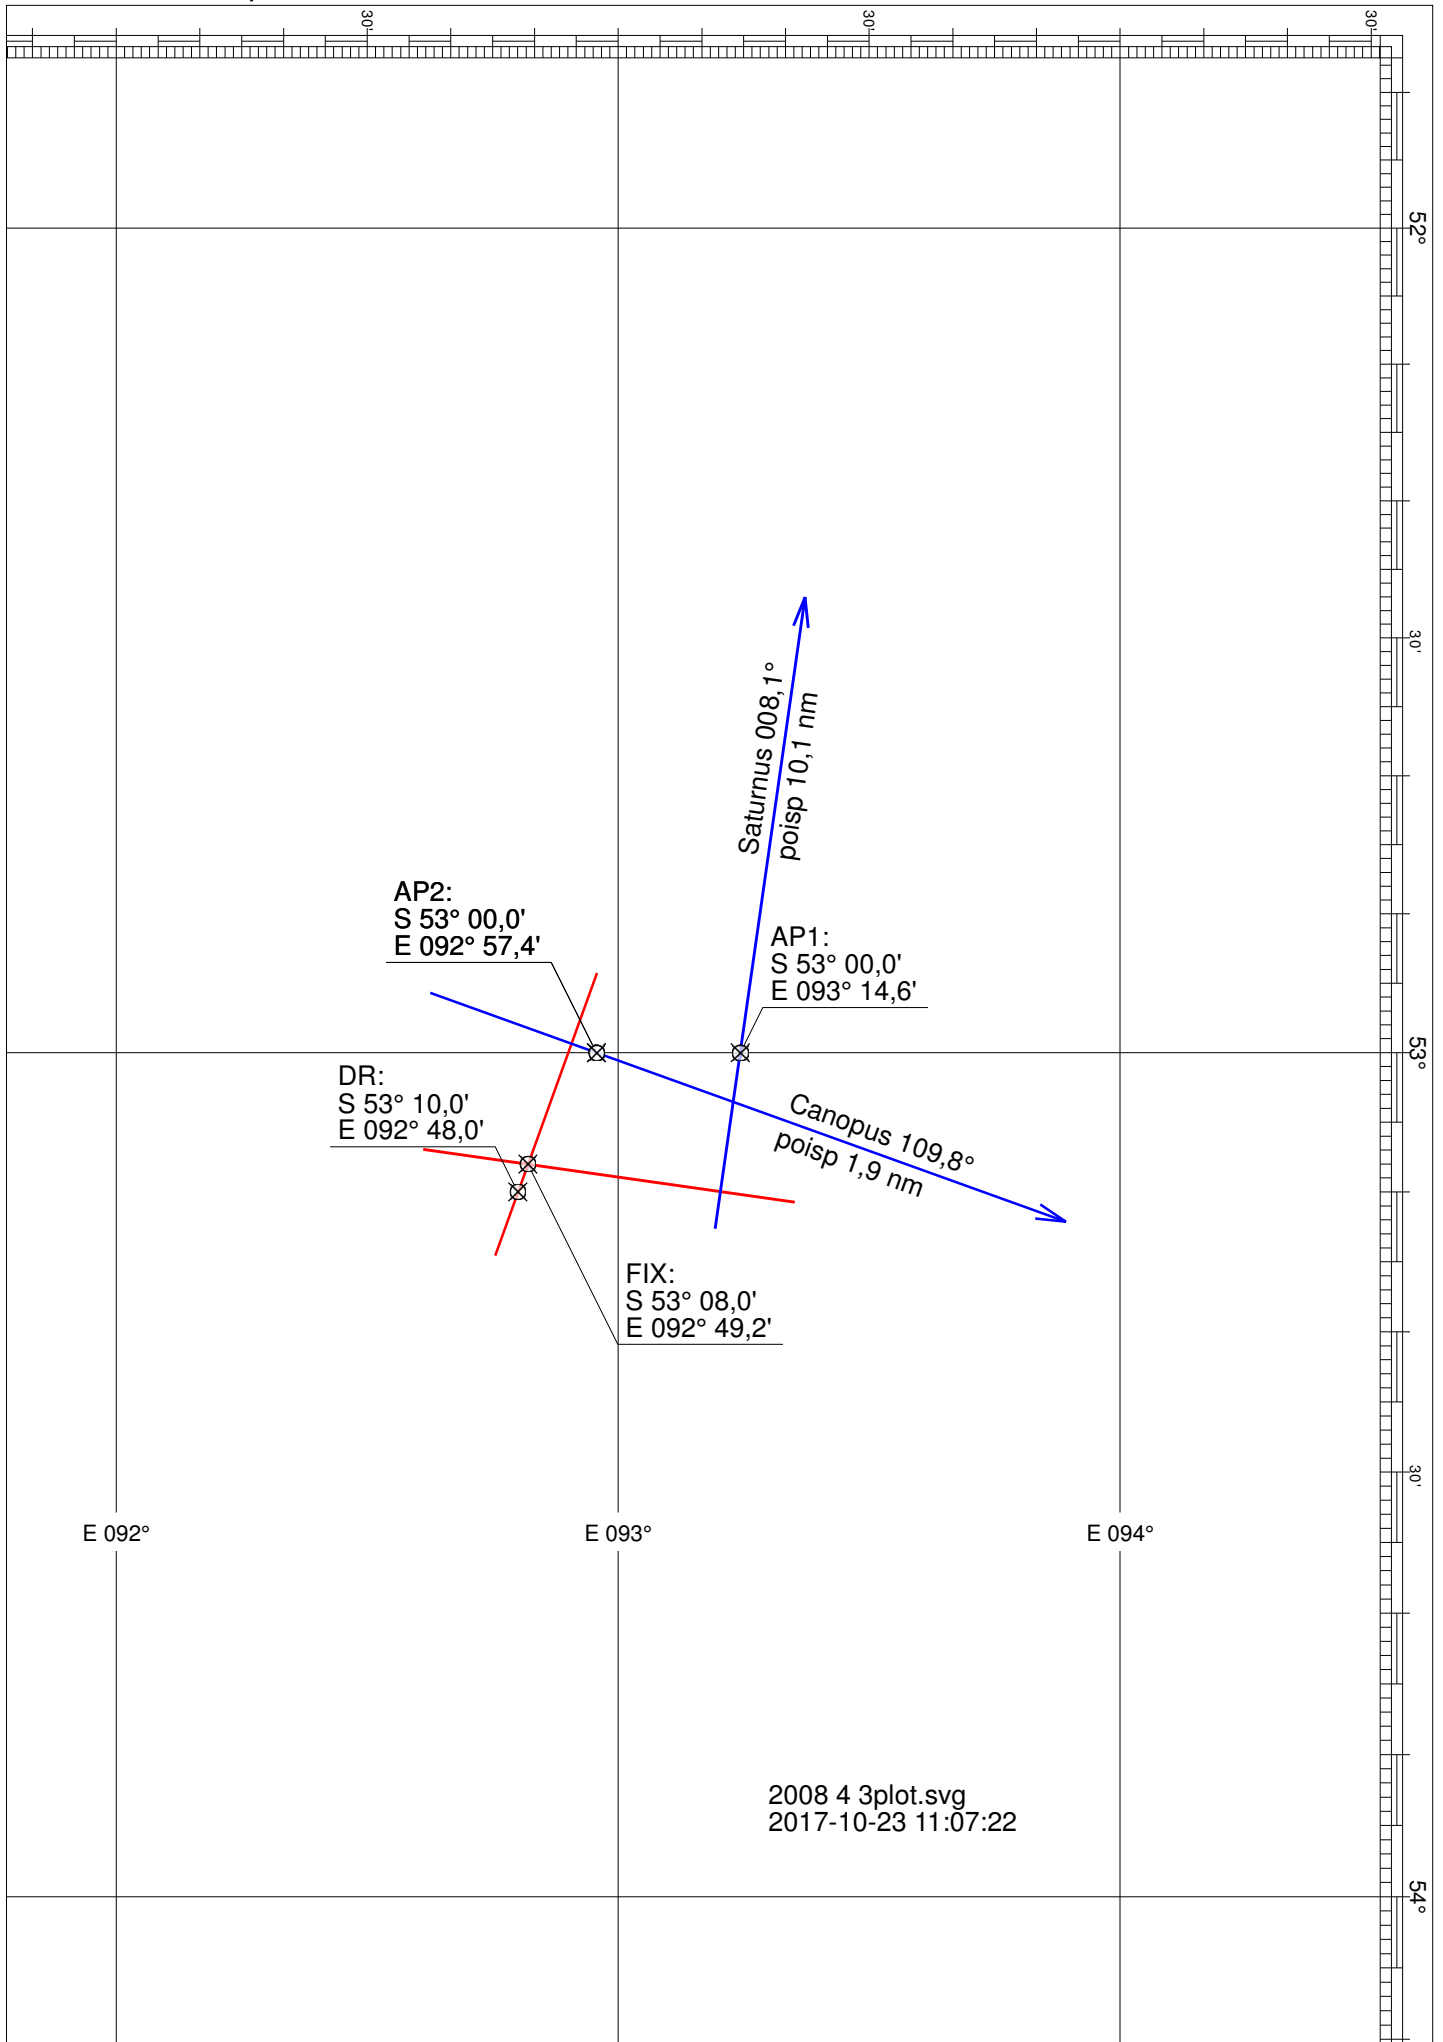 30'
30'
30'
52°
30'
Saturnus 008,1°
poisp 10,1 nm
AP2:
S 53° 00,0'
E 092° 57,4'
AP1:
S 53° 00,0'
E 093° 14,6'
53°
DR:
S 53° 10,0'
E 092° 48,0'
Canopus 109,8°
poisp 1,9 nm
FIX:
S 53° 08,0'
E 092° 49,2'
30'
E 092°
E 093°
E 094°
2008 4 3plot.svg
2017-10-23 11:07:22
54°